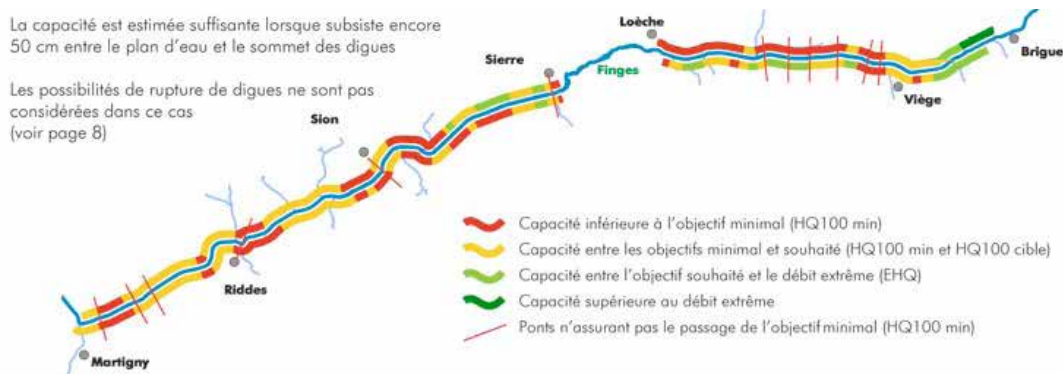 La capacité est estimée suffisante lorsque subsiste encore
50 cm entre le plan d'eau et le sommet des digues
Les possibilités de rupture de digues ne sont pas
considérées dans ce cas
(voir page 8)
Loèche
Brigue
Sierre
Finges
Viège
Sion
Riddes
Martigny
Capacité inférieure à l'objectif minimal (HQ100 min)
Capacité entre les objectifs minimal et souhaité (HQ100 min et HQ100 cible)
Capacité entre l'objectif souhaité et le débit extrême (EHQ)
Capacité supérieure au débit extrême
Ponts n'assurant pas le passage de l'objectif minimal (HQ100 min)